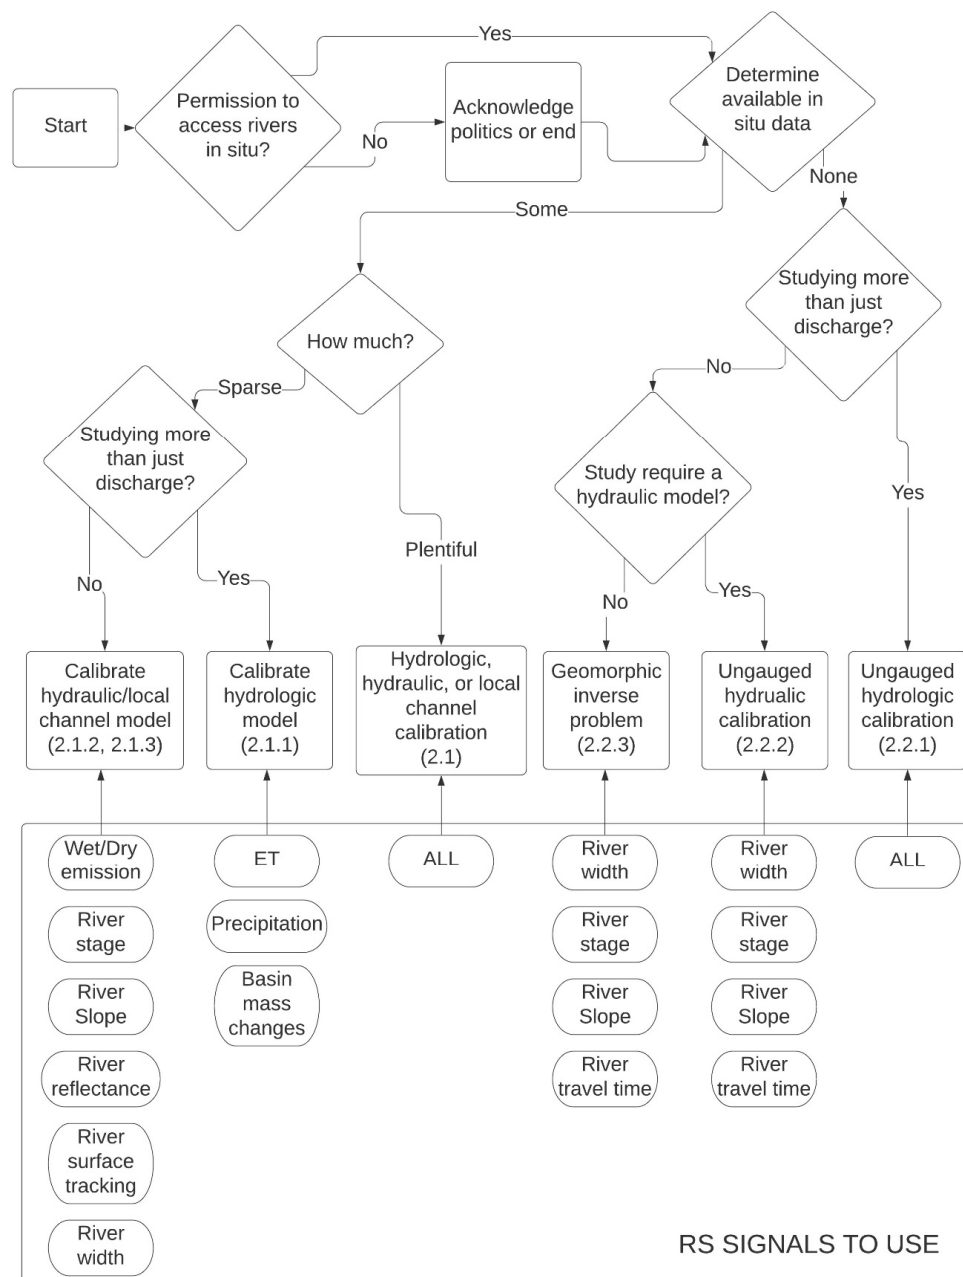 Yes
Start
Permission to
access rivers
in situ?
No
Acknowledge
politics or end
Determine
available in
situ data
None
Some
How much?
Studying more
than just
discharge?
No
Sparse
Studying more
than just
discharge?
Study require a
hydraulic model?
Yes
Plentiful
No
Yes
No
Yes
Calibrate
hydraulic/local
channel model
(2.1.2, 2.1.3)
Calibrate
hydrologic
model
(2.1.1)
Hydrologic,
hydraulic, or local
channel
calibration
(2.1)
Geomorphic
inverse
problem
(2.2.3)
Ungauged
hydrualic
calibration
(2.2.2)
Ungauged
hydrologic
calibration
(2.2.1)
Wet/Dry
emission
River
stage
River
Slope
River
reflectance
River
surface
tracking
River
width
ET
Precipitation
Basin
mass
changes
ALL
River
width
River
stage
River
Slope
River
travel time
River
width
River
stage
River
Slope
River
travel time
ALL
RS SIGNALS TO USE